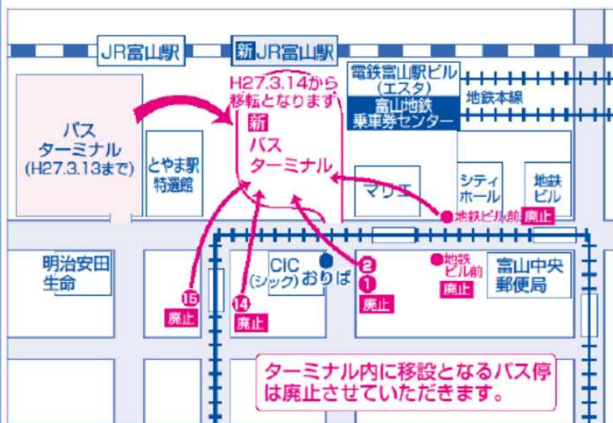 JR富山駅
新JR富山駅
H27.3.14から
移転となります
新
バス
ターミナル
電鉄富山駅ビル
(エスタ)
富山地鉄
乗車券センター
地鉄本線
バス
ターミナル
(H27.3.13まで)
とやま駅
特選館
マリエ
シティ
ホール
地鉄
ビル
地鉄ビル前 廃止
明治安田
生命
15
廃止
14
廃止
CIC
(シック)
おりば
2
1
廃止
地鉄
ビル前
廃止
富山中央
郵便局
ターミナル内に移設となるバス停
は廃止させていただきます。